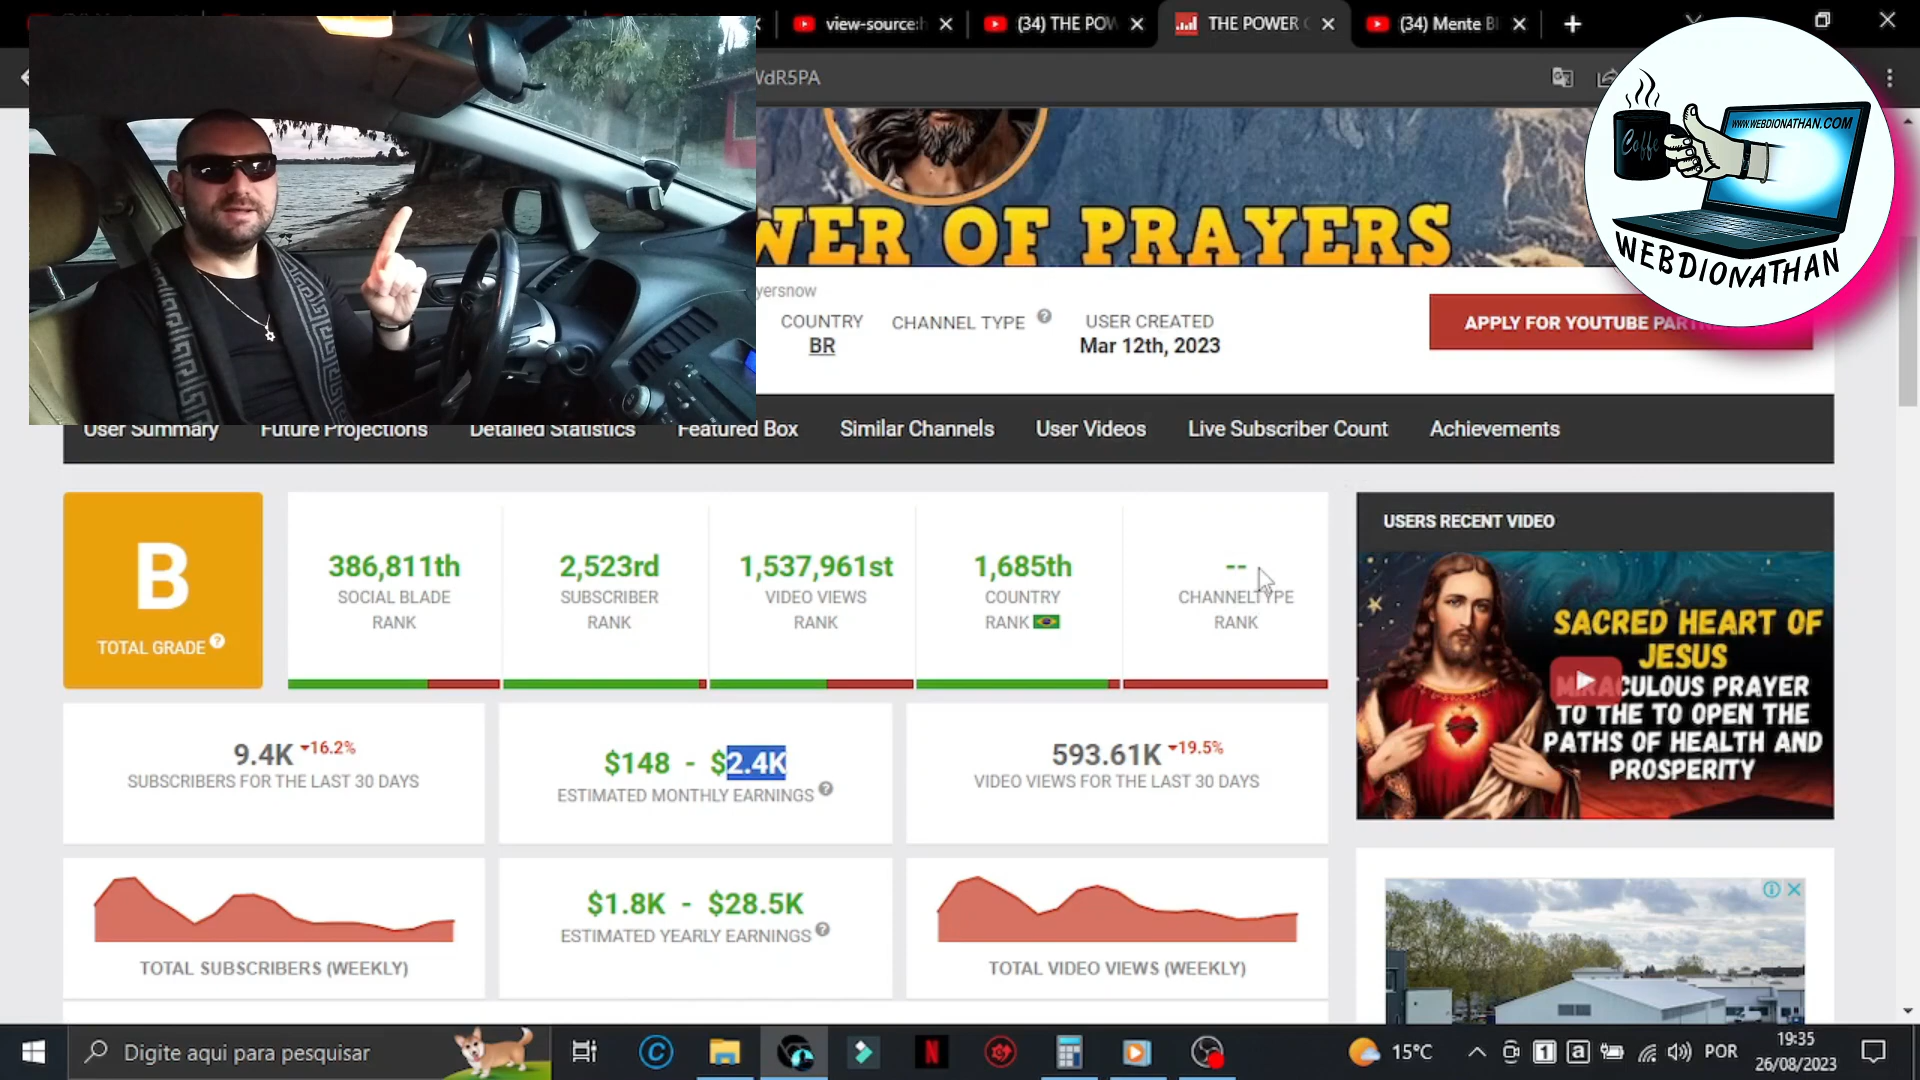 view-source:h
(34) THE POW
THE POWER
(34) Mente B
VdR5PA
WWW.WEBDIONATHAN.COM
Coffe
WEBDIONATHAN
WER OF PRAYERS
yersnow
COUNTRY
BR
CHANNEL TYPE
USER CREATED
Mar 12th, 2023
APPLY FOR YOUTUBE
User Summary
Future Projections
Detailed Statistics
Featured Box
Similar Channels
User Videos
Live Subscriber Count
Achievements
B
TOTAL GRADE
386,811th
SOCIAL BLADE
RANK
2,523rd
SUBSCRIBER
RANK
1,537,961st
VIDEO VIEWS
RANK
1,685th
COUNTRY
RANK
--
CHANNELTYPE
RANK
USERS RECENT VIDEO
SACRED HEART OF
JESUS
MIRACULOUS PRAYER
TO THE TO OPEN THE
PATHS OF HEALTH AND
PROSPERITY
9.4K 16.2%
SUBSCRIBERS FOR THE LAST 30 DAYS
$148 - $2.4K
ESTIMATED MONTHLY EARNINGS
593.61K 19.5%
VIDEO VIEWS FOR THE LAST 30 DAYS
TOTAL SUBSCRIBERS (WEEKLY)
$1.8K - $28.5K
ESTIMATED YEARLY EARNINGS
TOTAL VIDEO VIEWS (WEEKLY)
Digite aqui para pesquisar
15°C
POR
19:35
26/08/2023